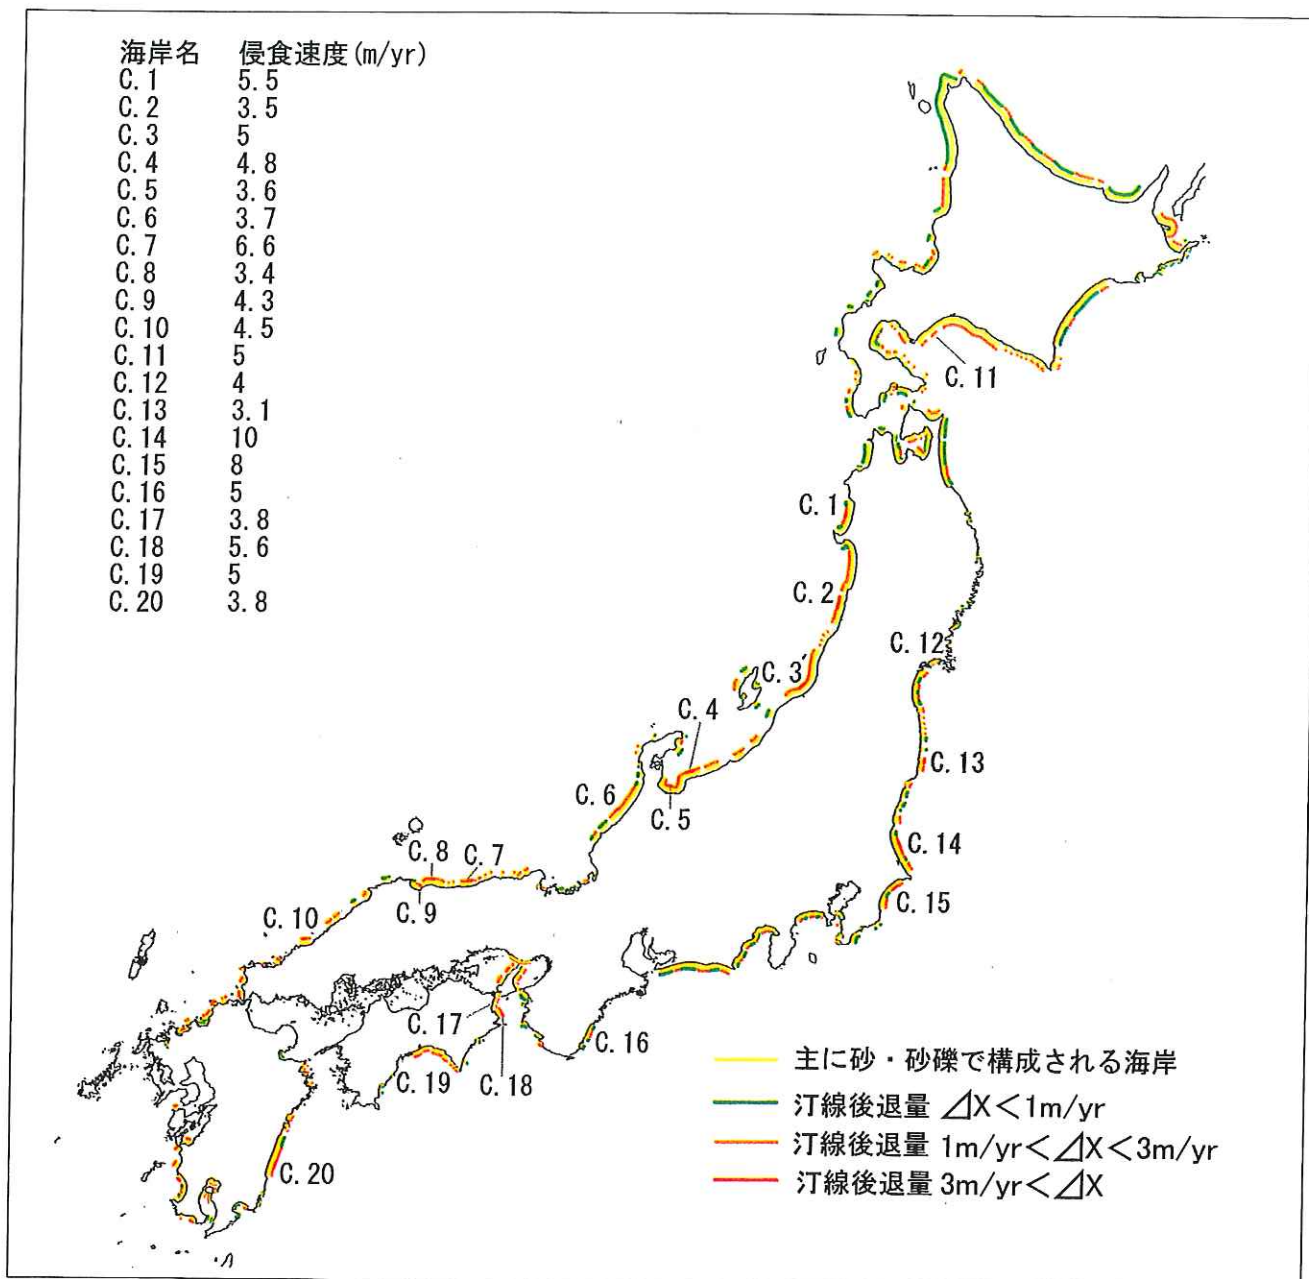 海岸名 侵食速度(m/yr)
C.1 5.5
C.2 3.5
C.3 5
C.4 4.8
C.5 3.6
C.6 3.7
C.7 6.6
C.8 3.4
C.9 4.3
C.10 4.5
C.11 5
C.12 4
C.13 3.1
C.14 10
C.15 8
C.16 5
C.17 3.8
C.18 5.6
C.19 5
C.20 3.8
C.11
C.1
C.2
C.12
C.3
C.4
C.13
C.6
C.5
C.14
C.8
C.7
C.15
C.9
C.10
C.17
C.16
C.19
C.18
C.20
主に砂・砂礫で構成される海岸
汀線後退量 ⊿X<1m/yr
汀線後退量 1m/yr<⊿X<3m/yr
汀線後退量 3m/yr<⊿X